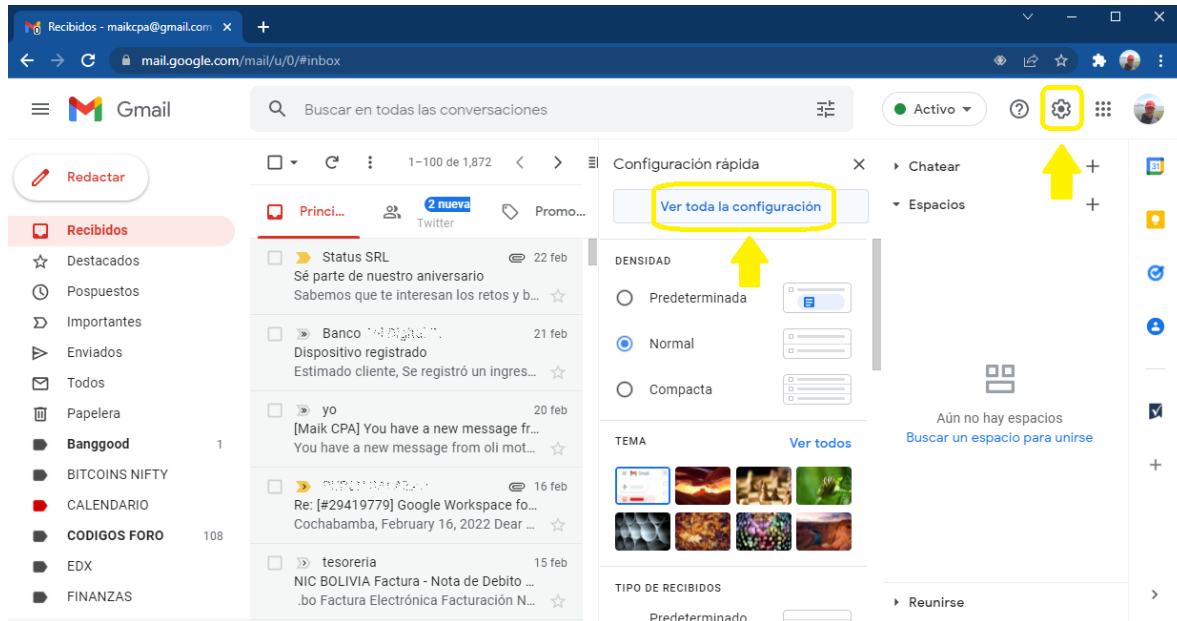 Recibidos - maikcpa@gmail.com
mail.google.com/mail/u/0/#inbox
Gmail
Buscar en todas las conversaciones
Activo
Redactar
Recibidos
Destacados
Pospuestos
Importantes
Enviados
Todos
Papelera
Banggood 1
BITCOINS NIFTY
CALENDARIO
CODIGOS FORO 108
EDX
FINANZAS
1–100 de 1,872
Princi...
2 nueva
Twitter
Promo...
Status SRL 22 feb
Sé parte de nuestro aniversario
Sabemos que te interesan los retos y b...
Banco 21 feb
Dispositivo registrado
Estimado cliente, Se registró un ingres...
yo 20 feb
[Maik CPA] You have a new message fr...
You have a new message from oli mot...
16 feb
Re: [#29419779] Google Workspace fo...
Cochabamba, February 16, 2022 Dear ...
tesoreria 15 feb
NIC BOLIVIA Factura - Nota de Debito ...
.bo Factura Electrónica Facturación N...
Configuración rápida
Ver toda la configuración
DENSIDAD
Predeterminada
Normal
Compacta
TEMA Ver todos
TIPO DE RECIBIDOS
Predeterminado
Chatear
Espacios
Aún no hay espacios
Buscar un espacio para unirse
Reunirse
31